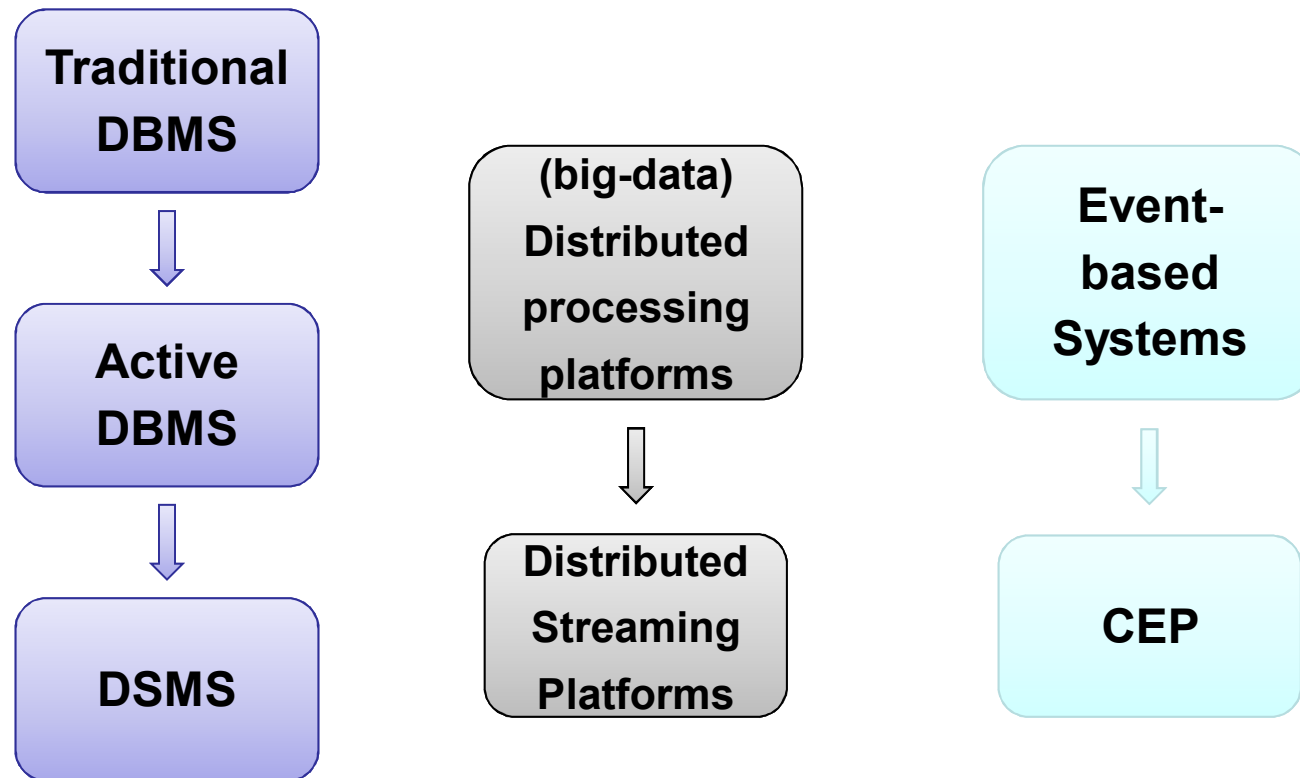 Traditional
DBMS
Active
DBMS
DSMS
(big-data)
Distributed
processing
platforms
Distributed
Streaming
Platforms
Event-
based
Systems
CEP